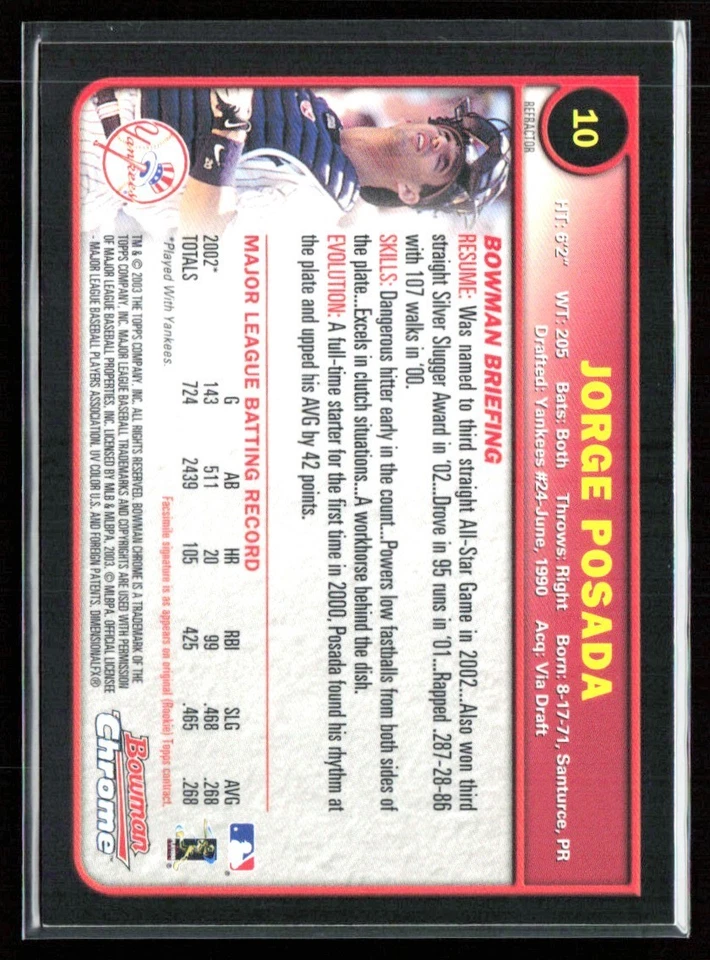 10
REFRACTOR
JORGE POSADA
HT: 6'2" WT: 205 Bats: Both Throws: Right Born: 8-17-71, Santurce, PR
Drafted: Yankees #24-June, 1990 Acq: Via Draft
BOWMAN BRIEFING
RESUME: Was named to third straight All-Star Game in 2002...Also won third
straight Silver Slugger Award in '02...Drove in 95 runs in '01...Rapped .287-28-86
with 107 walks in '00.
SKILLS: Dangerous hitter early in the count...Powers low fastballs from both sides of
the plate...Excels in clutch situations...A workhorse behind the dish.
EVOLUTION: A full-time starter for the first time in 2000, Posada found his rhythm at
the plate and upped his AVG by 42 points.
Yankees
MAJOR LEAGUE BATTING RECORD
G AB HR RBI SLG AVG
2002* 143 511 20 99 .468 .268
TOTALS 724 2439 105 425 .465 .268
*Played With Yankees.
Facsimile signature is at appears on original (Rookie) Topps contract.
TM & © 2003 THE TOPPS COMPANY, INC. ALL RIGHTS RESERVED. BOWMAN CHROME IS A TRADEMARK OF THE
TOPPS COMPANY, INC. MAJOR LEAGUE BASEBALL TRADEMARKS AND COPYRIGHTS ARE USED WITH PERMISSION
OF MAJOR LEAGUE BASEBALL PROPERTIES, INC. LICENSED BY MLB & MLBPA, 2003. © MLBPA. OFFICIAL LICENSEE
- MAJOR LEAGUE BASEBALL PLAYERS ASSOCIATION. UV COLOR U.S. AND FOREIGN PATENTS. DIMENSIONALFX®
Bowman
Chrome